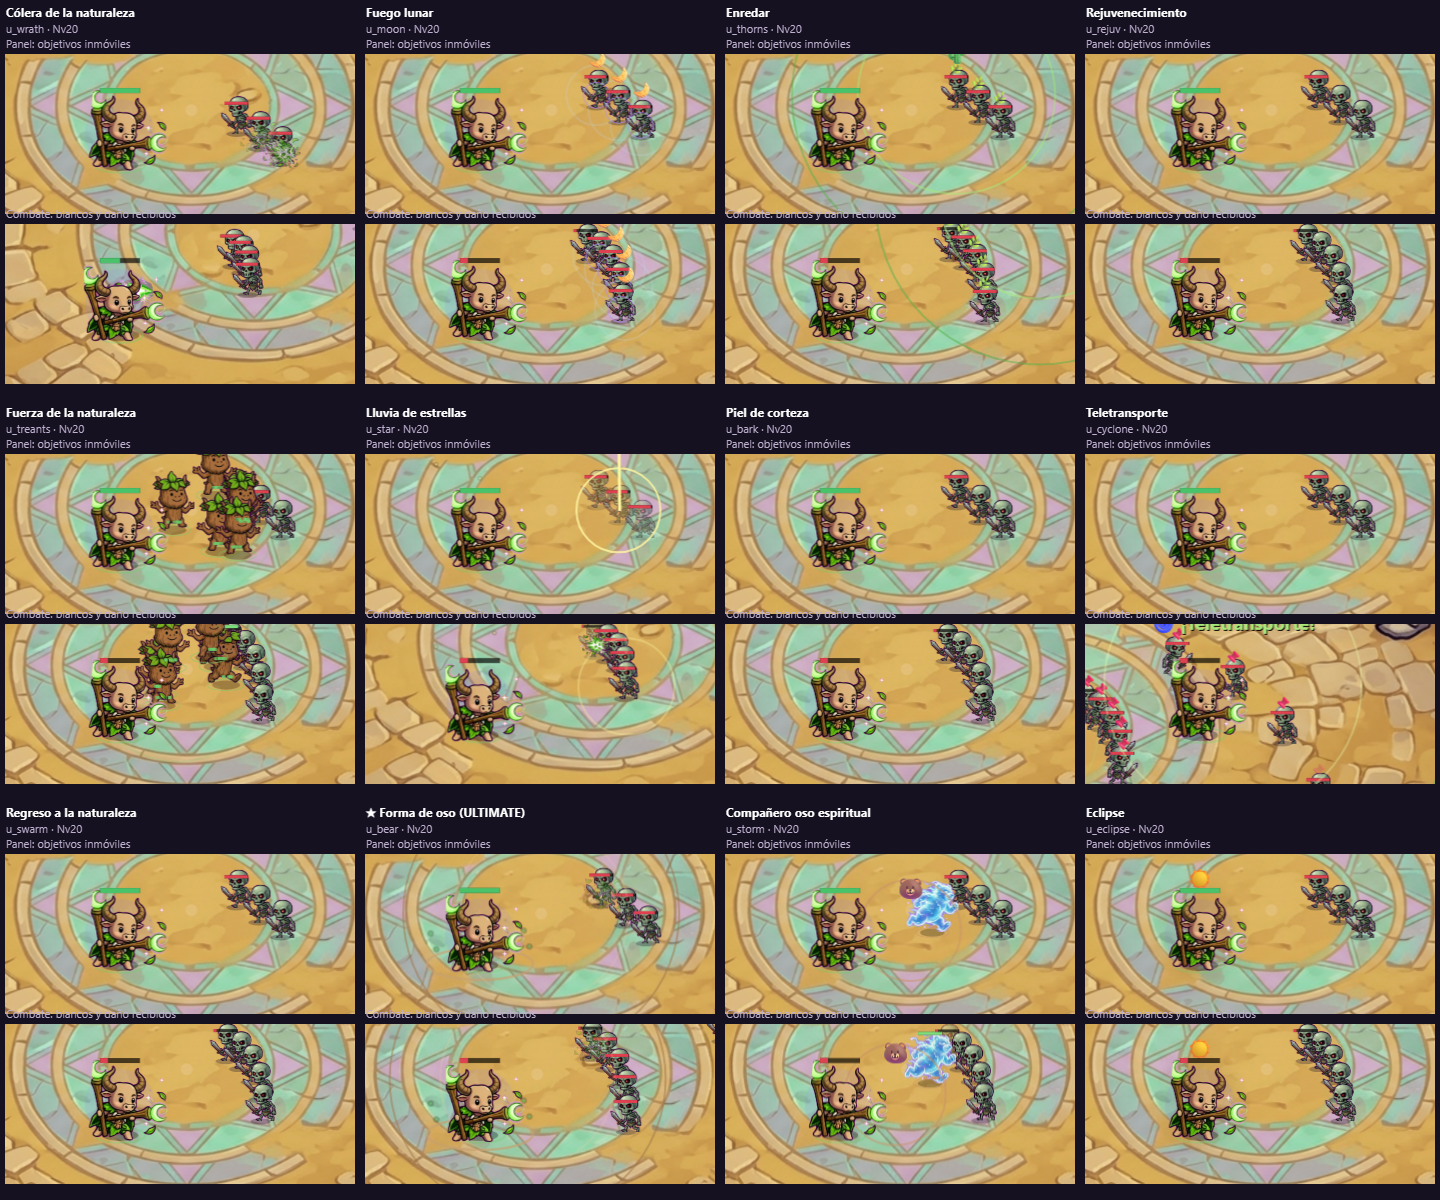 Cólera de la naturaleza
u_wrath · Nv20
Panel: objetivos inmóviles
Combate, blancos y daño recibidos
Fuego lunar
u_moon · Nv20
Panel: objetivos inmóviles
Combate, blancos y daño recibidos
Enredar
u_thorns · Nv20
Panel: objetivos inmóviles
Combate, blancos y daño recibidos
Rejuvenecimiento
u_rejuv · Nv20
Panel: objetivos inmóviles
Combate, blancos y daño recibidos
Fuerza de la naturaleza
u_treants · Nv20
Panel: objetivos inmóviles
Combate, blancos y daño recibidos
Lluvia de estrellas
u_star · Nv20
Panel: objetivos inmóviles
Combate, blancos y daño recibidos
Piel de corteza
u_bark · Nv20
Panel: objetivos inmóviles
Combate, blancos y daño recibidos
Teletransporte
u_cyclone · Nv20
Panel: objetivos inmóviles
Combate, blancos y daño recibidos
¡Teletransporte!
Regreso a la naturaleza
u_swarm · Nv20
Panel: objetivos inmóviles
Combate, blancos y daño recibidos
★ Forma de oso (ULTIMATE)
u_bear · Nv20
Panel: objetivos inmóviles
Combate, blancos y daño recibidos
Compañero oso espiritual
u_storm · Nv20
Panel: objetivos inmóviles
Combate, blancos y daño recibidos
Eclipse
u_eclipse · Nv20
Panel: objetivos inmóviles
Combate, blancos y daño recibidos